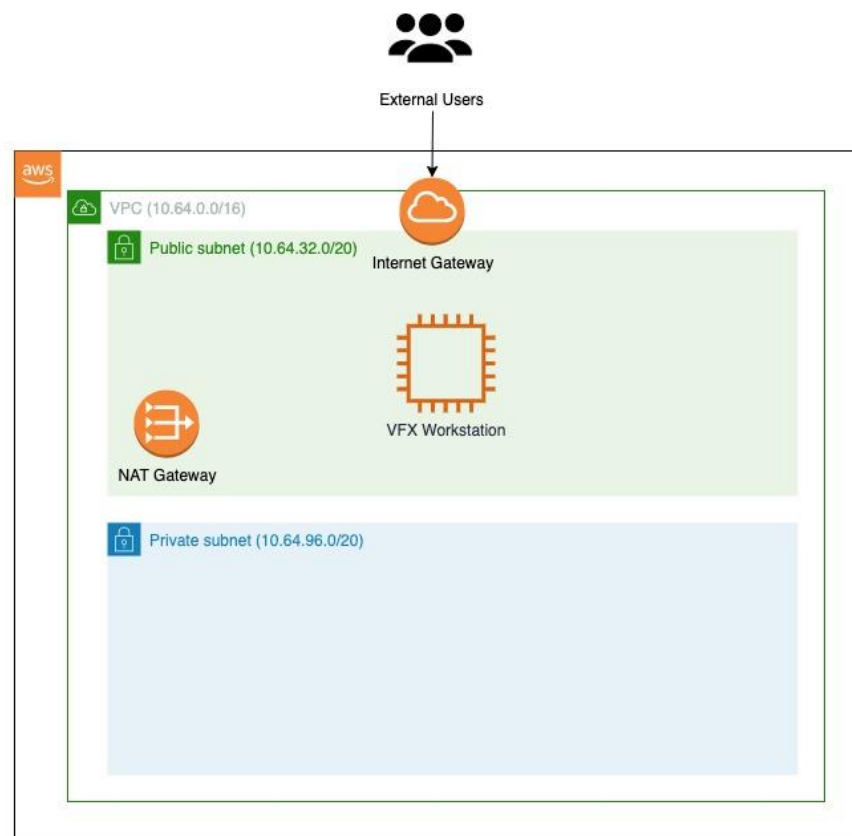 External Users
aws
VPC (10.64.0.0/16)
Public subnet (10.64.32.0/20)
Internet Gateway
VFX Workstation
NAT Gateway
Private subnet (10.64.96.0/20)